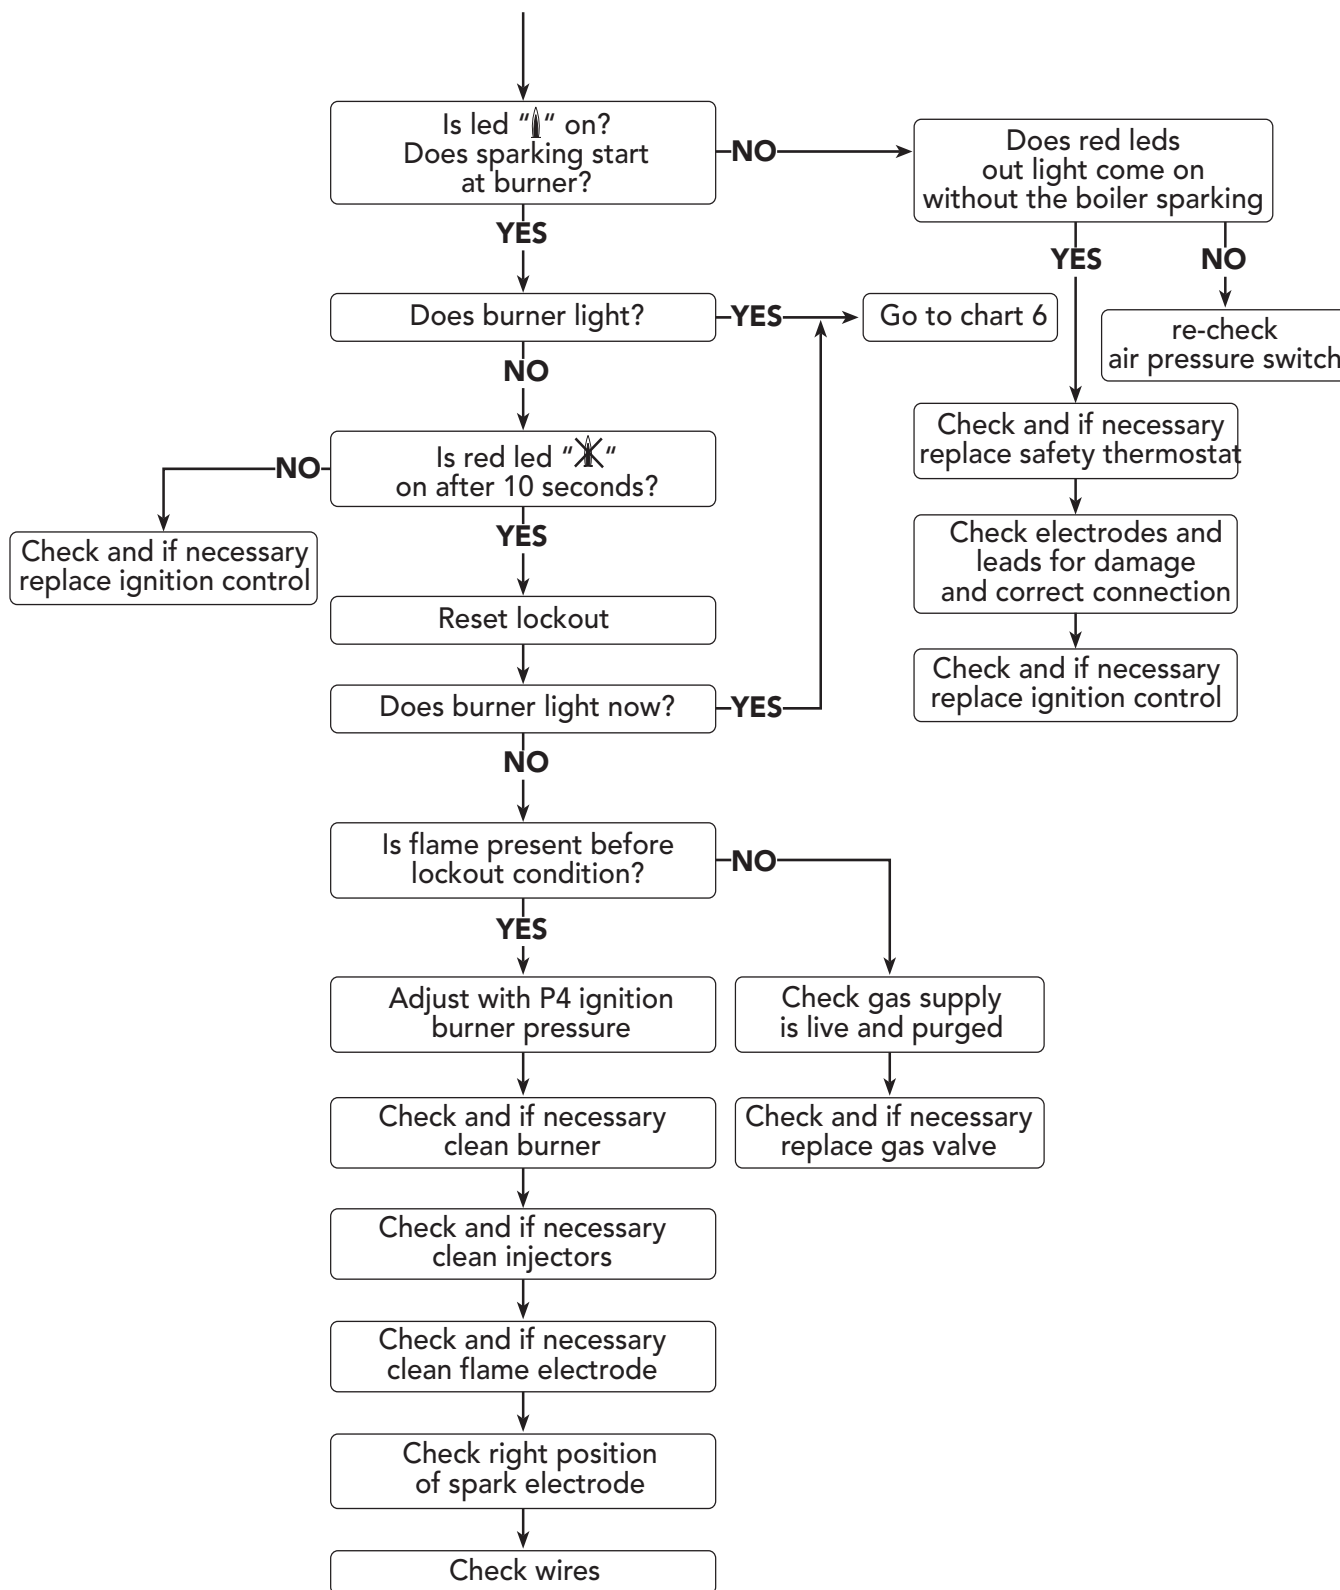 Is led “ “ on?
Does sparking start
at burner?
NO
Does red leds
out light come on
without the boiler sparking
YES
YES
NO
Does burner light?
YES
Go to chart 6
re-check
air pressure switch
NO
Check and if necessary
replace safety thermostat
Is red led “ “
on after 10 seconds?
NO
YES
Check and if necessary
replace ignition control
Check electrodes and
leads for damage
and correct connection
Reset lockout
Check and if necessary
replace ignition control
Does burner light now?
YES
NO
Is flame present before
lockout condition?
NO
YES
Adjust with P4 ignition
burner pressure
Check gas supply
is live and purged
Check and if necessary
clean burner
Check and if necessary
replace gas valve
Check and if necessary
clean injectors
Check and if necessary
clean flame electrode
Check right position
of spark electrode
Check wires